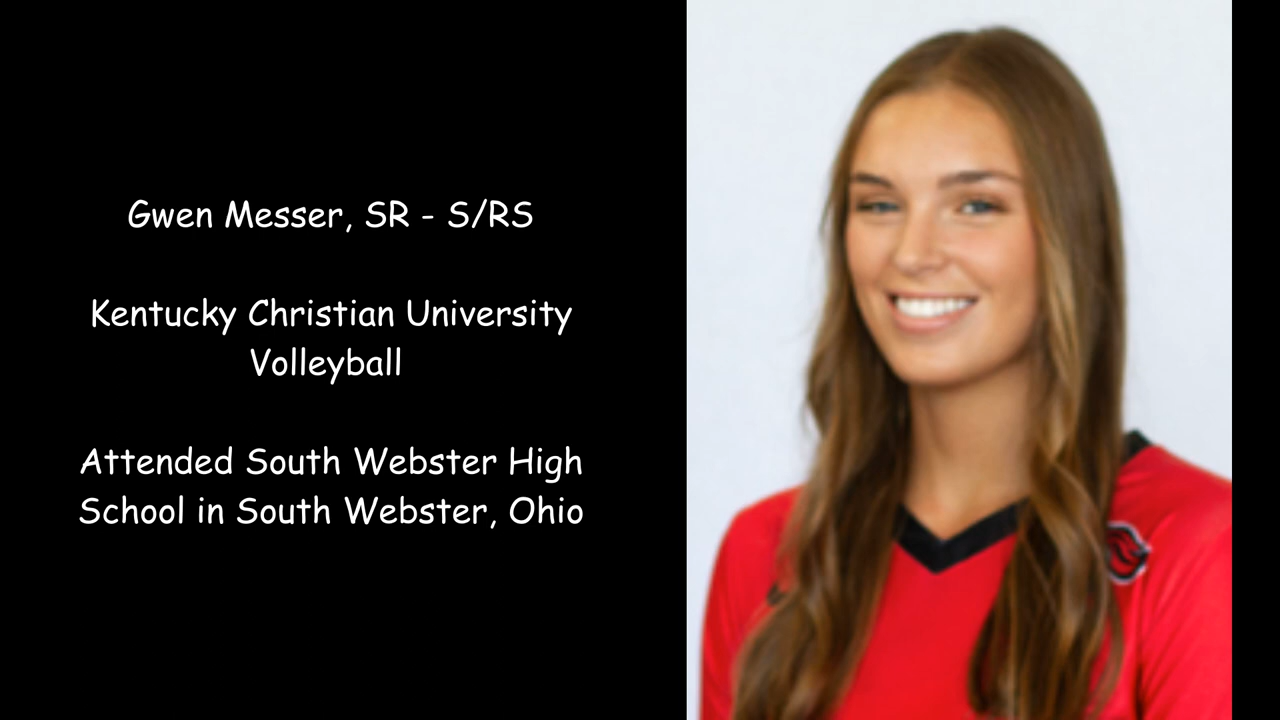 Gwen Messer, SR - S/RS
Kentucky Christian University
Volleyball
Attended South Webster High
School in South Webster, Ohio